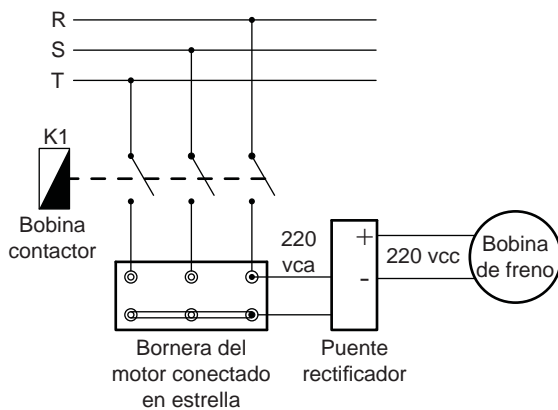 R
S
T
K1
Bobina
contactor
220
vca
+
-
220 vcc
Bobina
de freno
Bornera del
motor conectado
en estrella
Puente
rectificador